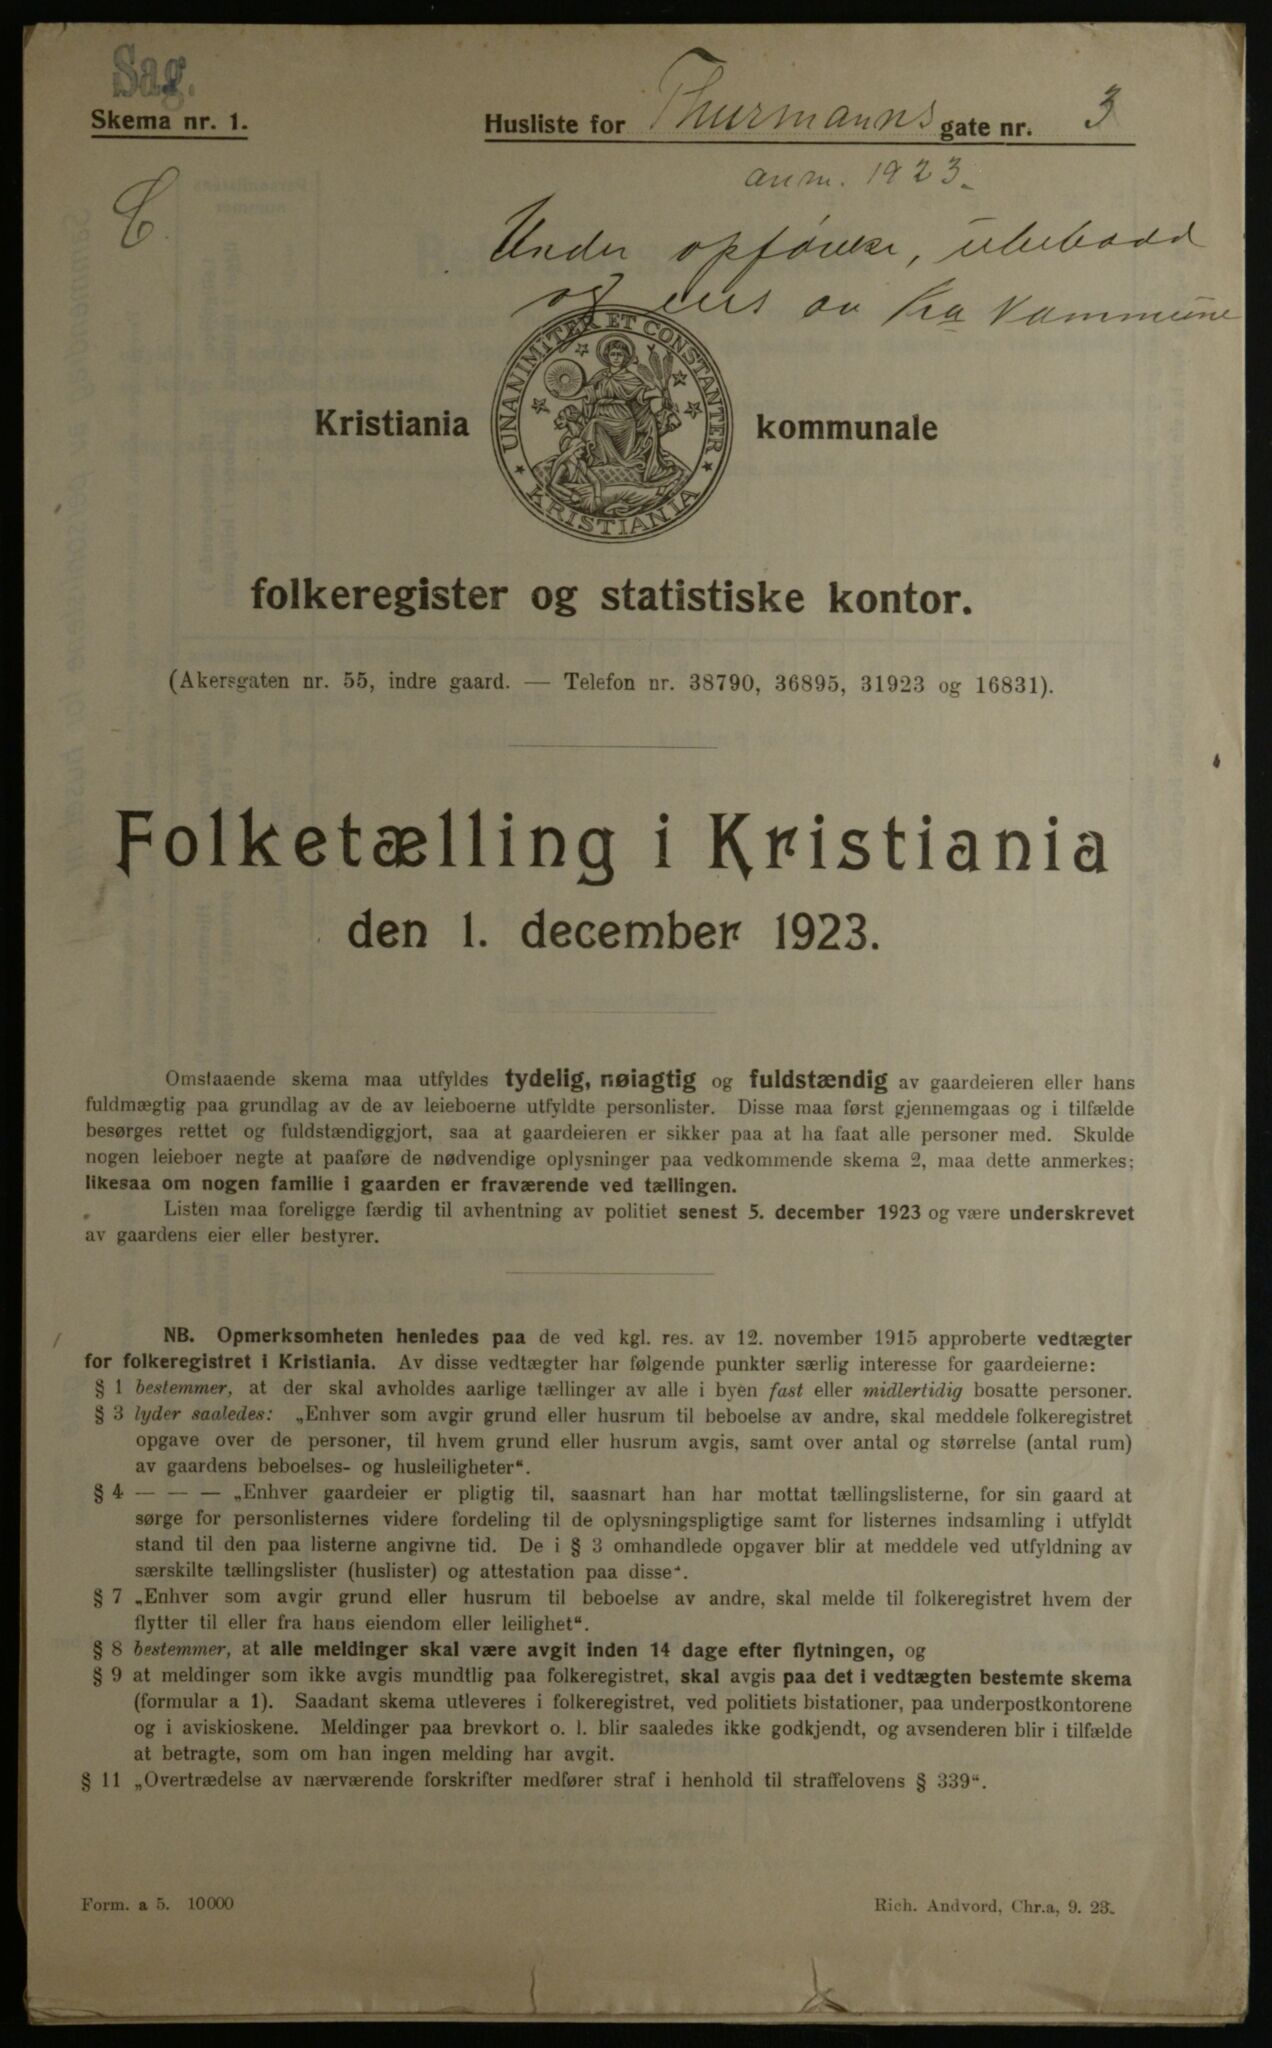 Sag.
Skema nr. 1.
Husliste for Thurmanns gate nr. 3
anm. 1923.
C.
Under opførelse, ubebodd
og eies av Kra Kommune
Kristiania kommunale
UNANIMITER ET CONSTANTER
KRISTIANIA
folkeregister og statistiske kontor.
(Akersgaten nr. 55, indre gaard. — Telefon nr. 38790, 36895, 31923 og 16831).
Folketælling i Kristiania
den 1. december 1923.
Omstaaende skema maa utfyldes tydelig, nøiagtig og fuldstændig av gaardeieren eller hans
fuldmægtig paa grundlag av de av leieboerne utfyldte personlister. Disse maa først gjennemgaas og i tilfælde
besørges rettet og fuldstændiggjort, saa at gaardeieren er sikker paa at ha faat alle personer med. Skulde
nogen leieboer negte at paaføre de nødvendige oplysninger paa vedkommende skema 2, maa dette anmerkes;
likesaa om nogen familie i gaarden er fraværende ved tællingen.
Listen maa foreligge færdig til avhentning av politiet senest 5. december 1923 og være underskrevet
av gaardens eier eller bestyrer.
NB. Opmerksomheten henledes paa de ved kgl. res. av 12. november 1915 approberte vedtægter
for folkeregistret i Kristiania. Av disse vedtægter har følgende punkter særlig interesse for gaardeierne:
§ 1 bestemmer, at der skal avholdes aarlige tællinger av alle i byen fast eller midlertidig bosatte personer.
§ 3 lyder saaledes: „Enhver som avgir grund eller husrum til beboelse av andre, skal meddele folkeregistret
opgave over de personer, til hvem grund eller husrum avgis, samt over antal og størrelse (antal rum)
av gaardens beboelses- og husleiligheter“.
§ 4 — — — „Enhver gaardeier er pligtig til, saasnart han har mottat tællingslisterne, for sin gaard at
sørge for personlisternes videre fordeling til de oplysningspligtige samt for listernes indsamling i utfyldt
stand til den paa listerne angivne tid. De i § 3 omhandlede opgaver blir at meddele ved utfyldning av
særskilte tællingslister (huslister) og attestation paa disse“.
§ 7 „Enhver som avgir grund eller husrum til beboelse av andre, skal melde til folkeregistret hvem der
flytter til eller fra hans eiendom eller leilighet“.
§ 8 bestemmer, at alle meldinger skal være avgit inden 14 dage efter flytningen, og
§ 9 at meldinger som ikke avgis mundtlig paa folkeregistret, skal avgis paa det i vedtægten bestemte skema
(formular a 1). Saadant skema utleveres i folkeregistret, ved politiets bistationer, paa underpostkontorene
og i aviskioskene. Meldinger paa brevkort o. l. blir saaledes ikke godkjendt, og avsenderen blir i tilfælde
at betragte, som om han ingen melding har avgit.
§ 11 „Overtrædelse av nærværende forskrifter medfører straf i henhold til straffelovens § 339“.
Form. a 5. 10000
Rich. Andvord, Chr.a, 9. 23.